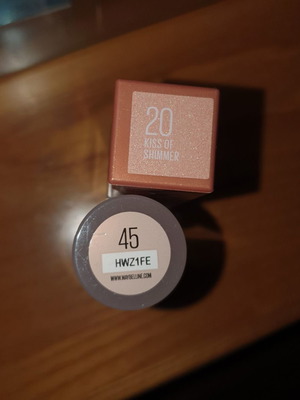 20
KISS OF
SHIMMER
45
HWZ1FE
WWW.MAYBELLINE.COM